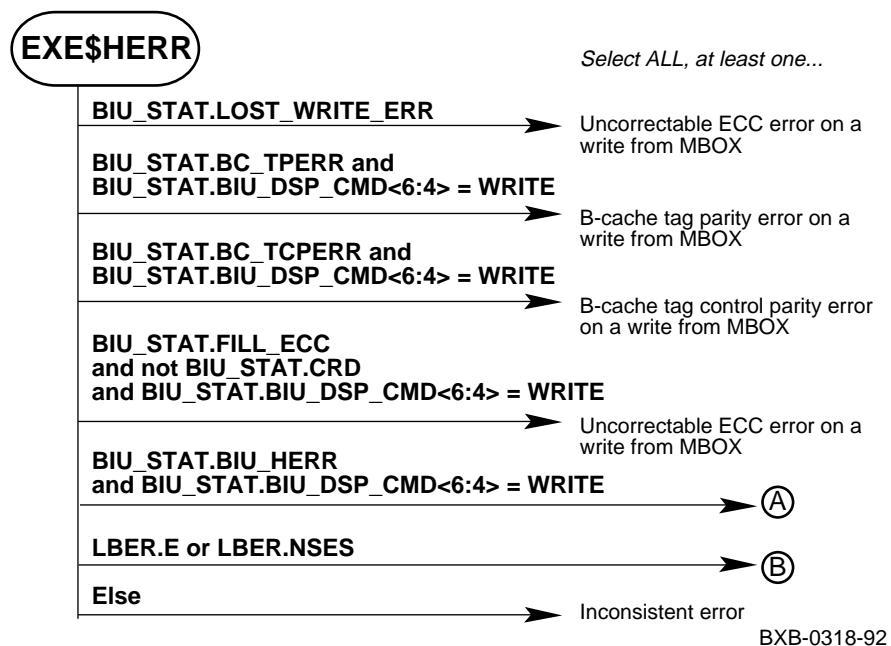 EXE$HERR
Select ALL, at least one...
BIU_STAT.LOST_WRITE_ERR
Uncorrectable ECC error on a
write from MBOX
BIU_STAT.BC_TPERR and
BIU_STAT.BIU_DSP_CMD<6:4> = WRITE
B-cache tag parity error on a
write from MBOX
BIU_STAT.BC_TCPERR and
BIU_STAT.BIU_DSP_CMD<6:4> = WRITE
B-cache tag control parity error
on a write from MBOX
BIU_STAT.FILL_ECC
and not BIU_STAT.CRD
and BIU_STAT.BIU_DSP_CMD<6:4> = WRITE
Uncorrectable ECC error on a
write from MBOX
BIU_STAT.BIU_HERR
and BIU_STAT.BIU_DSP_CMD<6:4> = WRITE
A
LBER.E or LBER.NSES
B
Else
Inconsistent error
BXB-0318-92